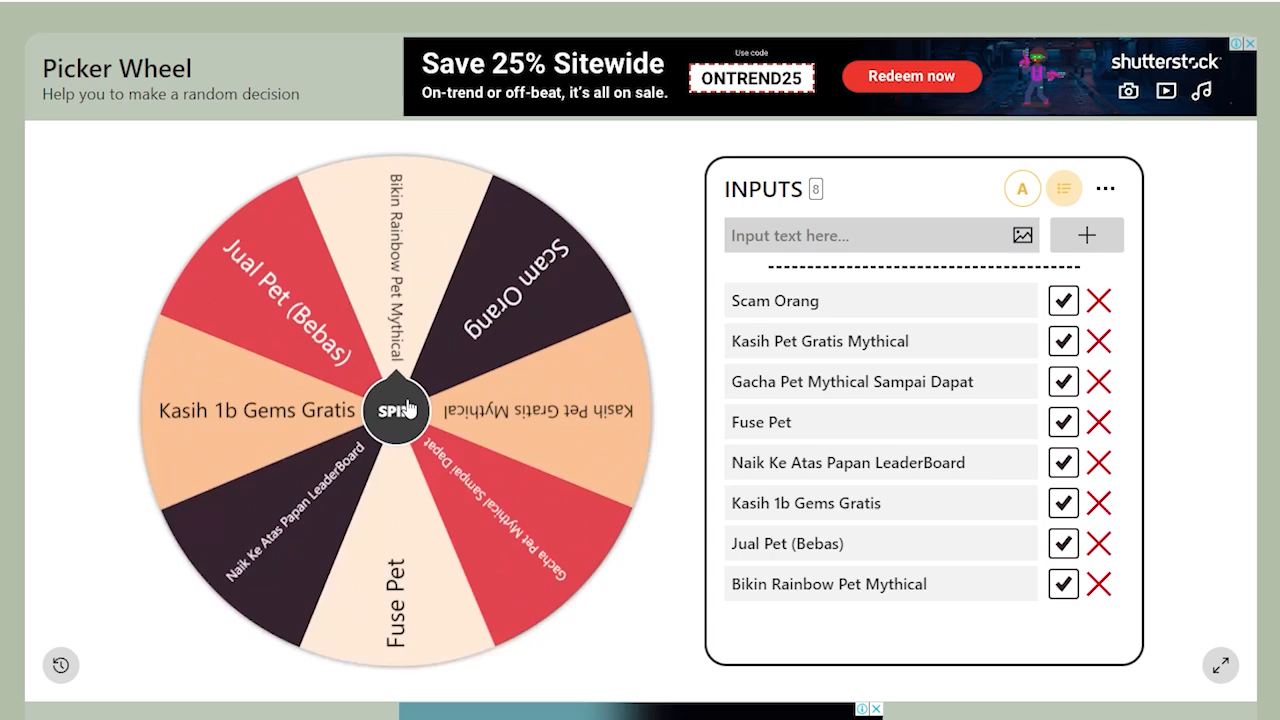 Picker Wheel
Help you to make a random decision
Save 25% Sitewide
On-trend or off-beat, it's all on sale.
Use code
ONTREND25
Redeem now
shutterstock
Bikin Rainbow Pet Mythical
Scam Orang
Kasih Pet Gratis Mythical
Gacha Pet Mythical Sampai Dapat
Fuse Pet
Naik Ke Atas Papan LeaderBoard
Kasih 1b Gems Gratis
Jual Pet (Bebas)
SPIN
INPUTS 8
A
Input text here...
Scam Orang
Kasih Pet Gratis Mythical
Gacha Pet Mythical Sampai Dapat
Fuse Pet
Naik Ke Atas Papan LeaderBoard
Kasih 1b Gems Gratis
Jual Pet (Bebas)
Bikin Rainbow Pet Mythical